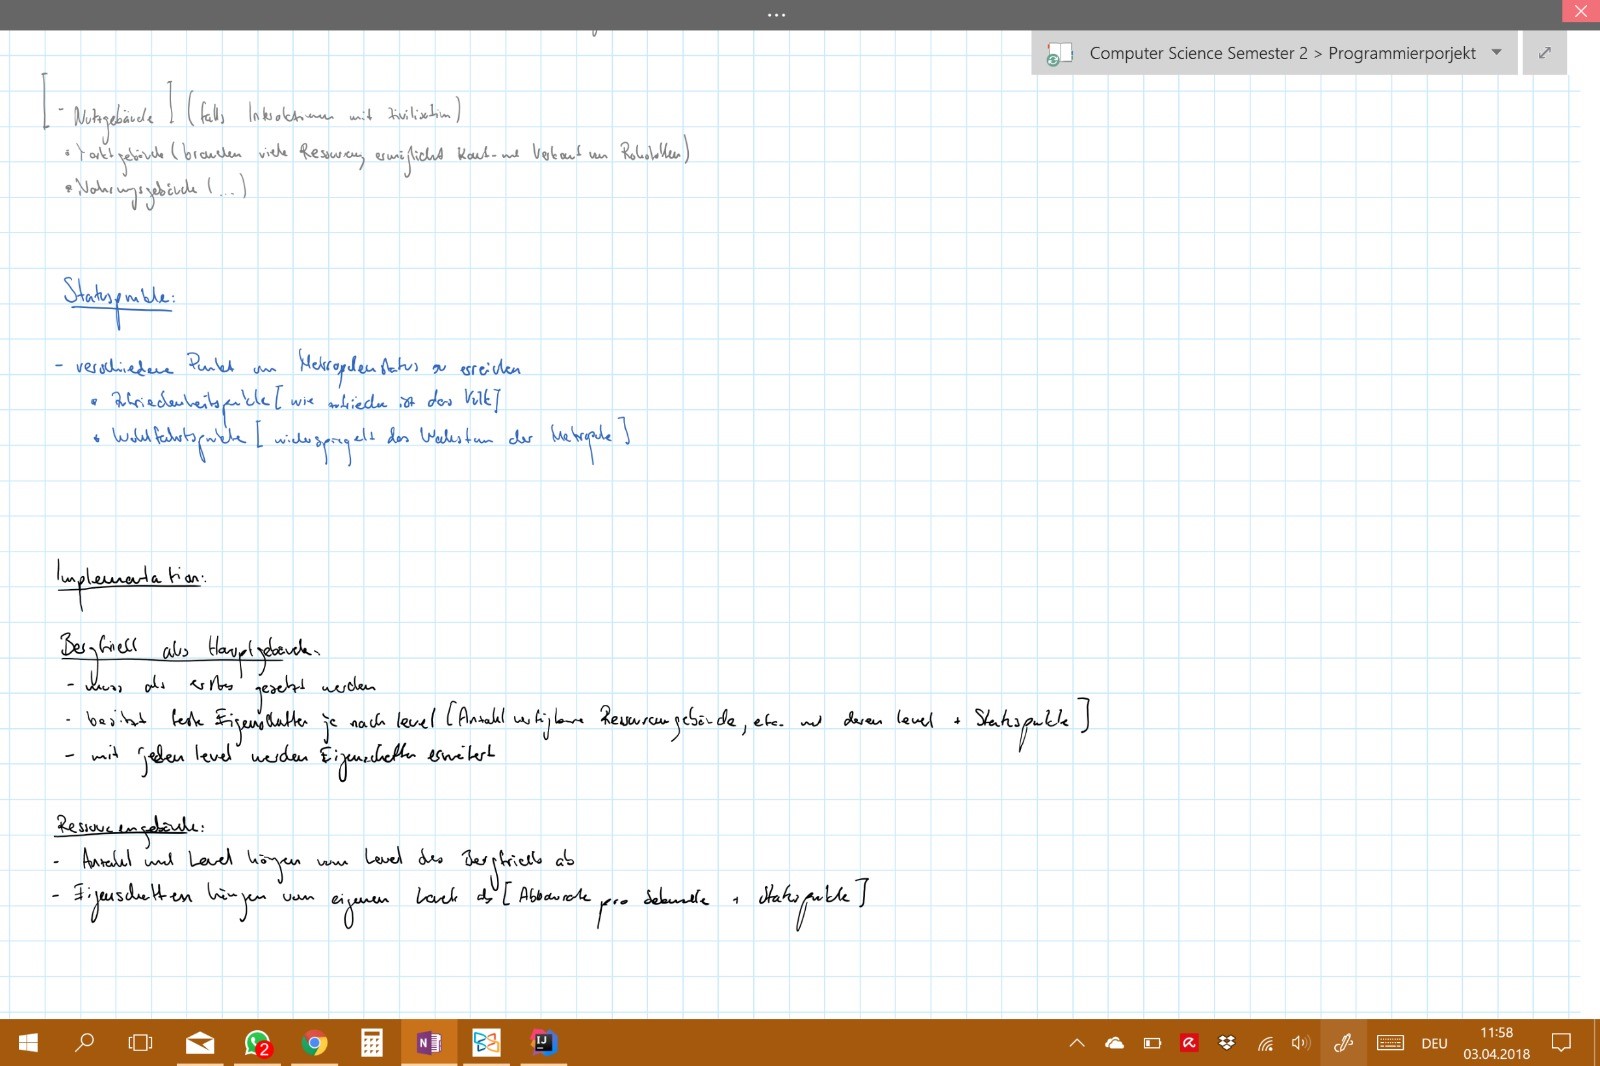 Computer Science Semester 2 > Programmierporjekt
[- Nutzgebäude] (falls Interaktionen mit Zivilisation)
• Marktgebäude (brauchen viele Ressourcen, ermöglicht Kauf- und Verkauf von Rohstoffen)
• Nahrungsgebäude (...)
Statuspunkte:
- verschiedene Punkte um Metropolenstatus zu erreichen
• Zufriedenheitspunkte [wie zufrieden ist das Volk]
• Wohlfahrtspunkte [widerspiegelt das Wachstum der Metropole]
Implementation:
Bergfriell als Hauptgebäude:
- muss als erstes gesetzt werden
- besitzt feste Eigenschaften je nach level [Anzahl verfügbare Ressourcengebäude, etc. und deren level + Statuspunkte]
- mit jedem level werden Eigenschaften erweitert
Ressourcengebäude:
- Anzahl und Level hängen vom Level des Bergfriells ab
- Eigenschaften hängen vom eigenen Level ab [Abbaurate pro Sekunde + Statuspunkte]
2
DEU
11:58
03.04.2018